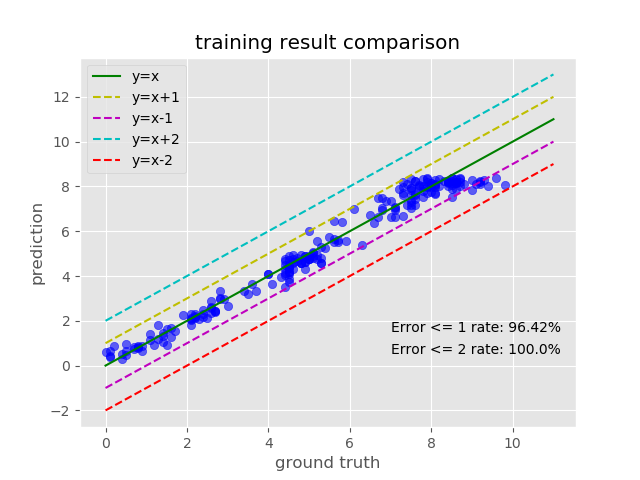 training result comparison
y=x
y=x+1
y=x-1
y=x+2
y=x-2
12
10
8
6
4
2
0
−2
prediction
Error <= 1 rate: 96.42%
Error <= 2 rate: 100.0%
0 2 4 6 8 10
ground truth